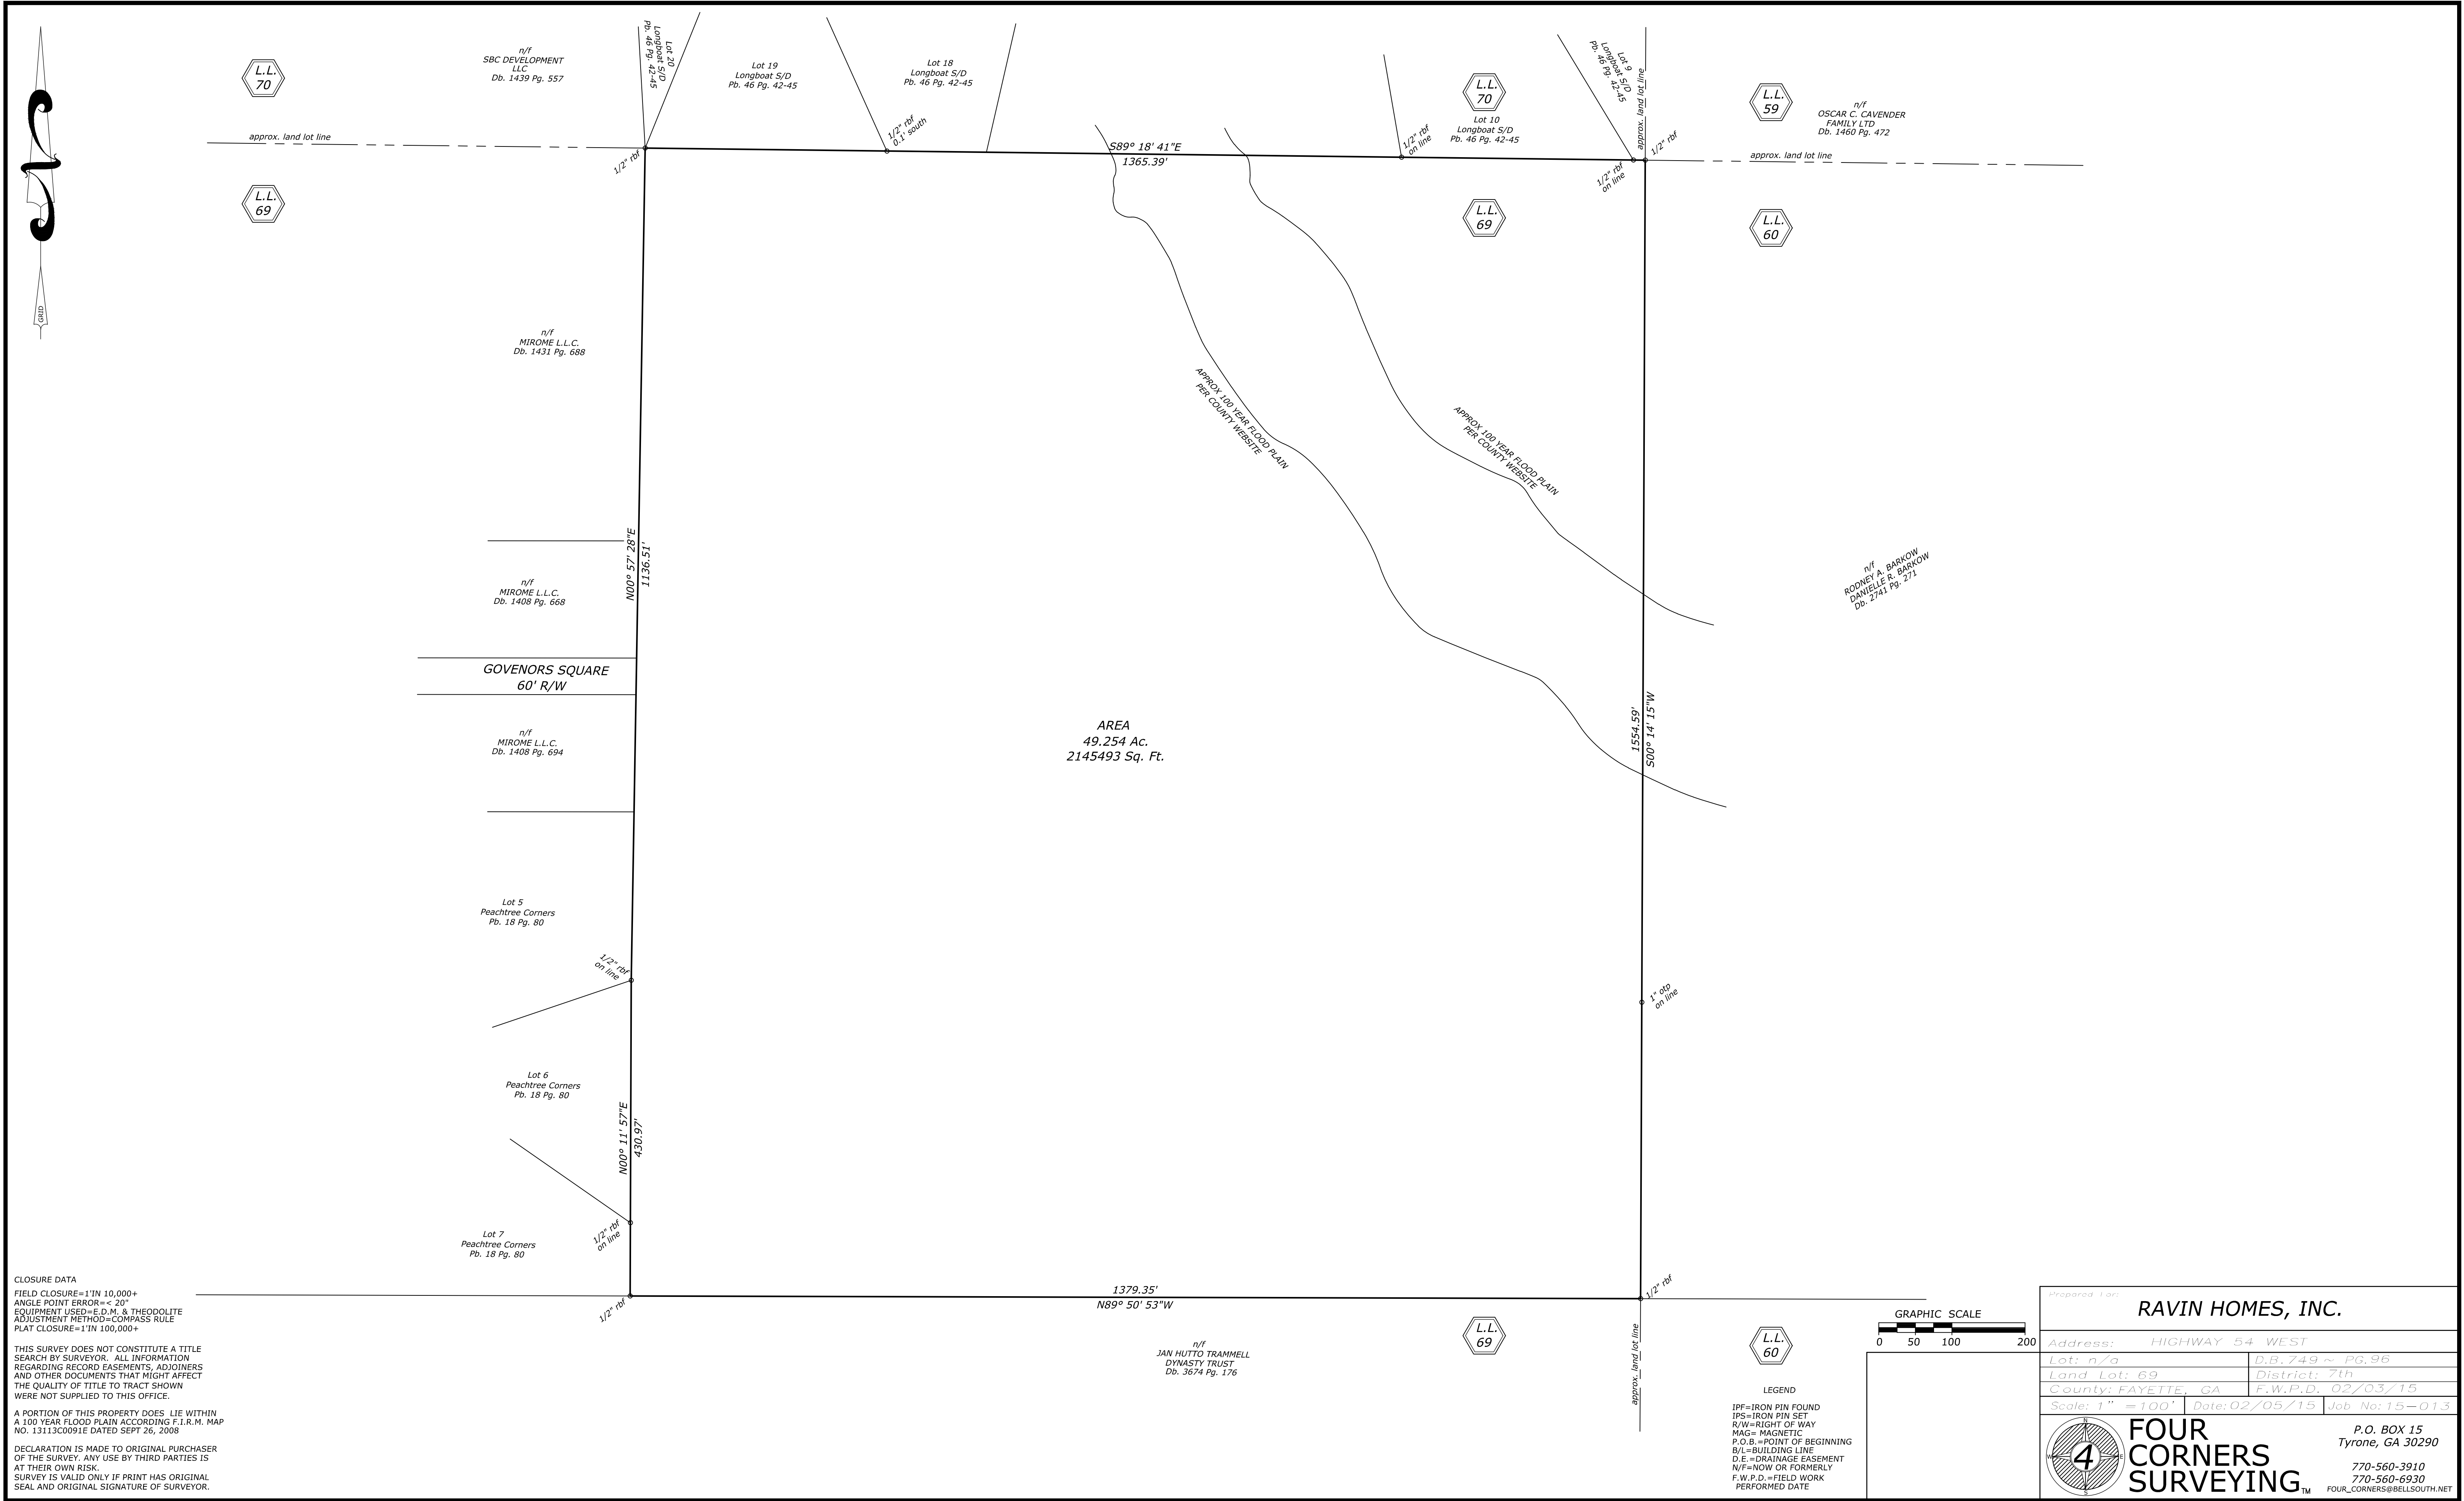 GRID
L.L.
70
n/f
SBC DEVELOPMENT
LLC
Db. 1439 Pg. 557
Lot 20
Longboat S/D
Pb. 46 Pg. 42-45
Lot 19
Longboat S/D
Pb. 46 Pg. 42-45
Lot 18
Longboat S/D
Pb. 46 Pg. 42-45
L.L.
70
Lot 10
Longboat S/D
Pb. 46 Pg. 42-45
Lot 9
Longboat S/D
Pb. 46 Pg. 42-45
approx. land lot line
L.L.
59
n/f
OSCAR C. CAVENDER
FAMILY LTD
Db. 1460 Pg. 472
approx. land lot line
1/2" rbf
1/2" rbf
0.1' south
S89° 18' 41"E
1365.39'
1/2" rbf
on line
1/2" rbf
on line
1/2" rbf
approx. land lot line
L.L.
69
L.L.
69
L.L.
60
n/f
MIROME L.L.C.
Db. 1431 Pg. 688
APPROX 100 YEAR FLOOD PLAIN
PER COUNTY WEBSITE
APPROX 100 YEAR FLOOD PLAIN
PER COUNTY WEBSITE
N00° 57' 28"E
1136.51'
n/f
MIROME L.L.C.
Db. 1408 Pg. 668
n/f
RODNEY A. BARKOW
DANIELLE R. BARKOW
Db. 2741 Pg. 271
GOVENORS SQUARE
60' R/W
n/f
MIROME L.L.C.
Db. 1408 Pg. 694
AREA
49.254 Ac.
2145493 Sq. Ft.
1554.59'
S00° 14' 15"W
Lot 5
Peachtree Corners
Pb. 18 Pg. 80
1/2" rbf
on line
1" otp
on line
Lot 6
Peachtree Corners
Pb. 18 Pg. 80
N00° 11' 57"E
430.97'
1/2" rbf
on line
Lot 7
Peachtree Corners
Pb. 18 Pg. 80
1/2" rbf
1379.35'
N89° 50' 53"W
1/2" rbf
n/f
JAN HUTTO TRAMMELL
DYNASTY TRUST
Db. 3674 Pg. 176
L.L.
69
approx. land lot line
L.L.
60
CLOSURE DATA
FIELD CLOSURE=1'IN 10,000+
ANGLE POINT ERROR=< 20"
EQUIPMENT USED=E.D.M. & THEODOLITE
ADJUSTMENT METHOD=COMPASS RULE
PLAT CLOSURE=1'IN 100,000+
THIS SURVEY DOES NOT CONSTITUTE A TITLE
SEARCH BY SURVEYOR. ALL INFORMATION
REGARDING RECORD EASEMENTS, ADJOINERS
AND OTHER DOCUMENTS THAT MIGHT AFFECT
THE QUALITY OF TITLE TO TRACT SHOWN
WERE NOT SUPPLIED TO THIS OFFICE.
A PORTION OF THIS PROPERTY DOES LIE WITHIN
A 100 YEAR FLOOD PLAIN ACCORDING F.I.R.M. MAP
NO. 13113C0091E DATED SEPT 26, 2008
DECLARATION IS MADE TO ORIGINAL PURCHASER
OF THE SURVEY. ANY USE BY THIRD PARTIES IS
AT THEIR OWN RISK.
SURVEY IS VALID ONLY IF PRINT HAS ORIGINAL
SEAL AND ORIGINAL SIGNATURE OF SURVEYOR.
LEGEND
IPF=IRON PIN FOUND
IPS=IRON PIN SET
R/W=RIGHT OF WAY
MAG= MAGNETIC
P.O.B.=POINT OF BEGINNING
B/L=BUILDING LINE
D.E.=DRAINAGE EASEMENT
N/F=NOW OR FORMERLY
F.W.P.D.=FIELD WORK
PERFORMED DATE
GRAPHIC SCALE
0 50 100 200
Prepared For:
RAVIN HOMES, INC.
Address: HIGHWAY 54 WEST
Lot: n/a D.B. 749 ~ PG. 96
Land Lot: 69 District: 7th
County: FAYETTE, GA F.W.P.D. 02/03/15
Scale: 1" =100' Date: 02/05/15 Job No: 15-013
N
W
E
S
4
FOUR
CORNERS
SURVEYING TM
P.O. BOX 15
Tyrone, GA 30290
770-560-3910
770-560-6930
FOUR_CORNERS@BELLSOUTH.NET